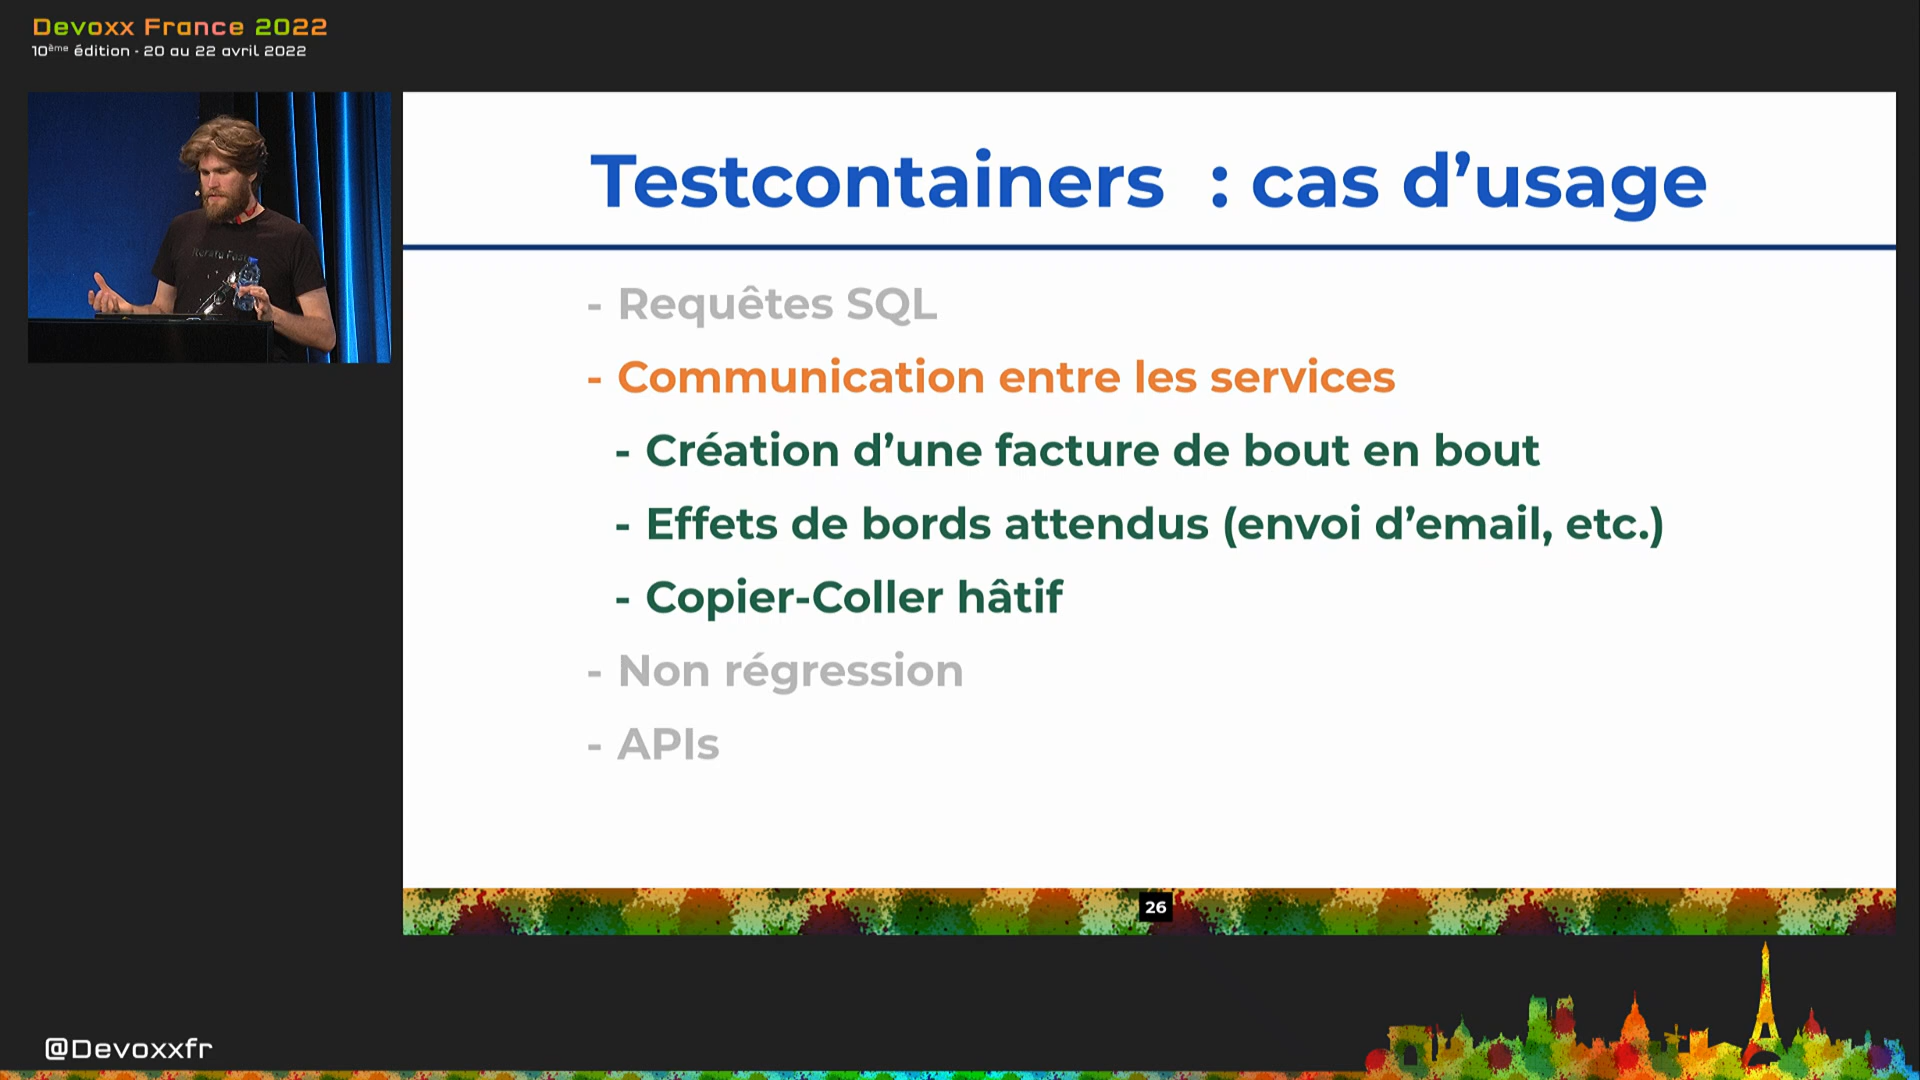 Devoxx France 2022
10ème édition - 20 au 22 avril 2022
Testcontainers : cas d’usage
- Requêtes SQL
- Communication entre les services
- Création d’une facture de bout en bout
- Effets de bords attendus (envoi d’email, etc.)
- Copier-Coller hâtif
- Non régression
- APIs
26
@Devoxxfr